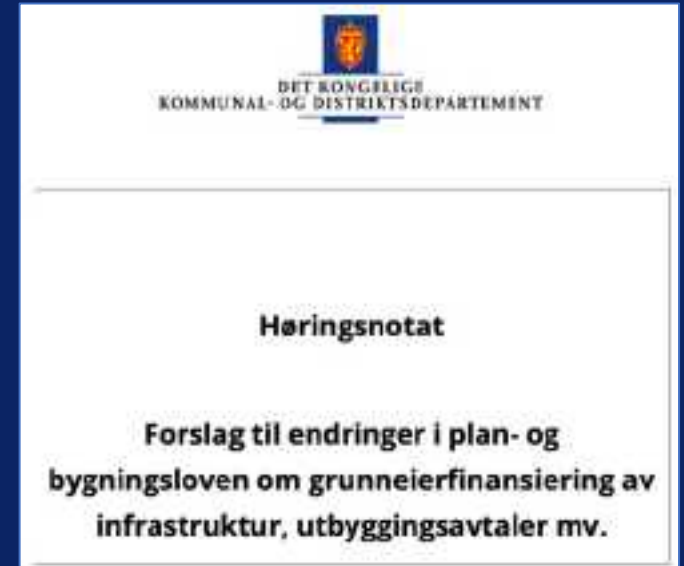 DET KONGELIGE
KOMMUNAL- OG DISTRIKTSDEPARTEMENT
Høringsnotat
Forslag til endringer i plan- og
bygningsloven om grunneierfinansiering av
infrastruktur, utbyggingsavtaler mv.